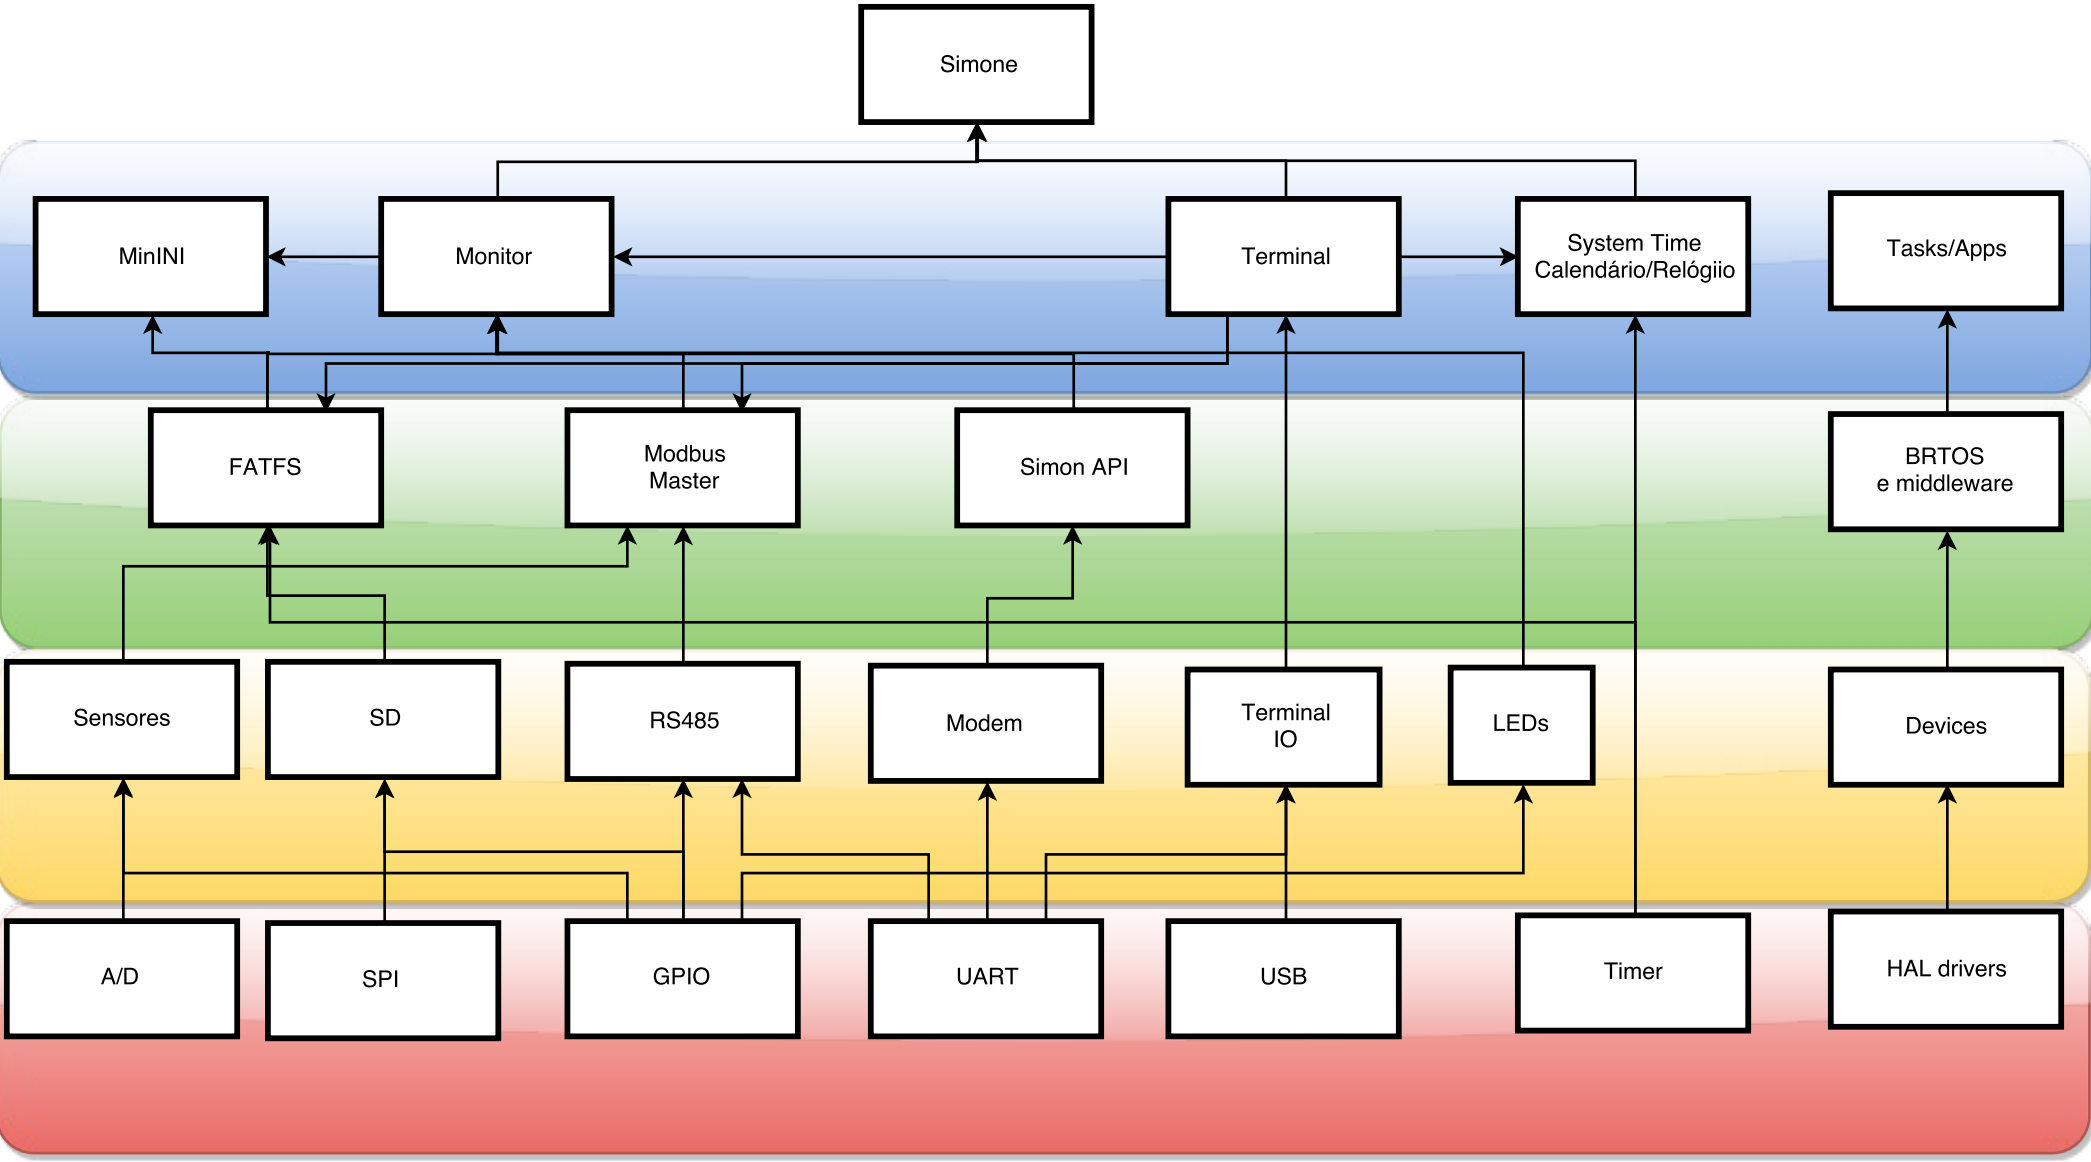 Simone
MinINI
Monitor
Terminal
System Time
Calendário/Relógiio
Tasks/Apps
FATFS
Modbus
Master
Simon API
BRTOS
e middleware
Sensores
SD
RS485
Modem
Terminal
IO
LEDs
Devices
A/D
SPI
GPIO
UART
USB
Timer
HAL drivers